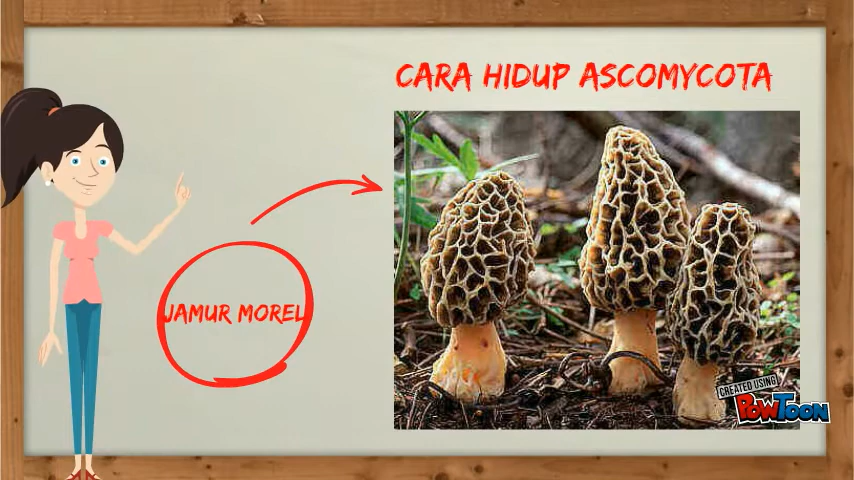 CARA HIDUP ASCOMYCOTA
JAMUR MOREL
CREATED USING
POWTOON